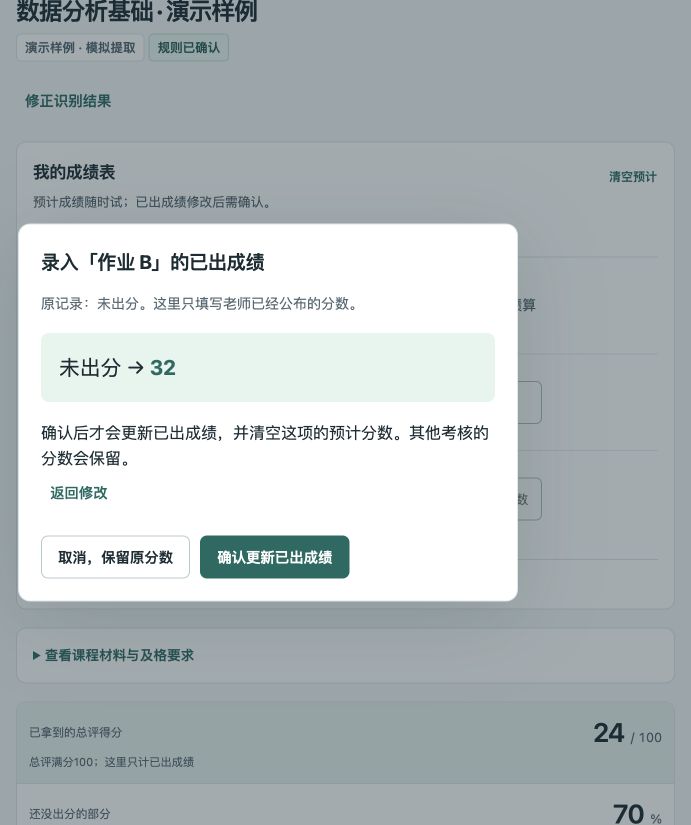 数据分析基础·演示样例
演示样例 · 模拟提取 规则已确认
修正识别结果
我的成绩表 清空预计
预计成绩随时试；已出成绩修改后需确认。
录入「作业 B」的已出成绩
原记录：未出分。这里只填写老师已经公布的分数。
算
未出分 → 32
确认后才会更新已出成绩，并清空这项的预计分数。其他考核的
分数会保留。
返回修改
数
取消，保留原分数 确认更新已出成绩
▶ 查看课程材料与及格要求
已拿到的总评得分 24 / 100
总评满分100；这里只计已出成绩
还没出分的部分 70 %